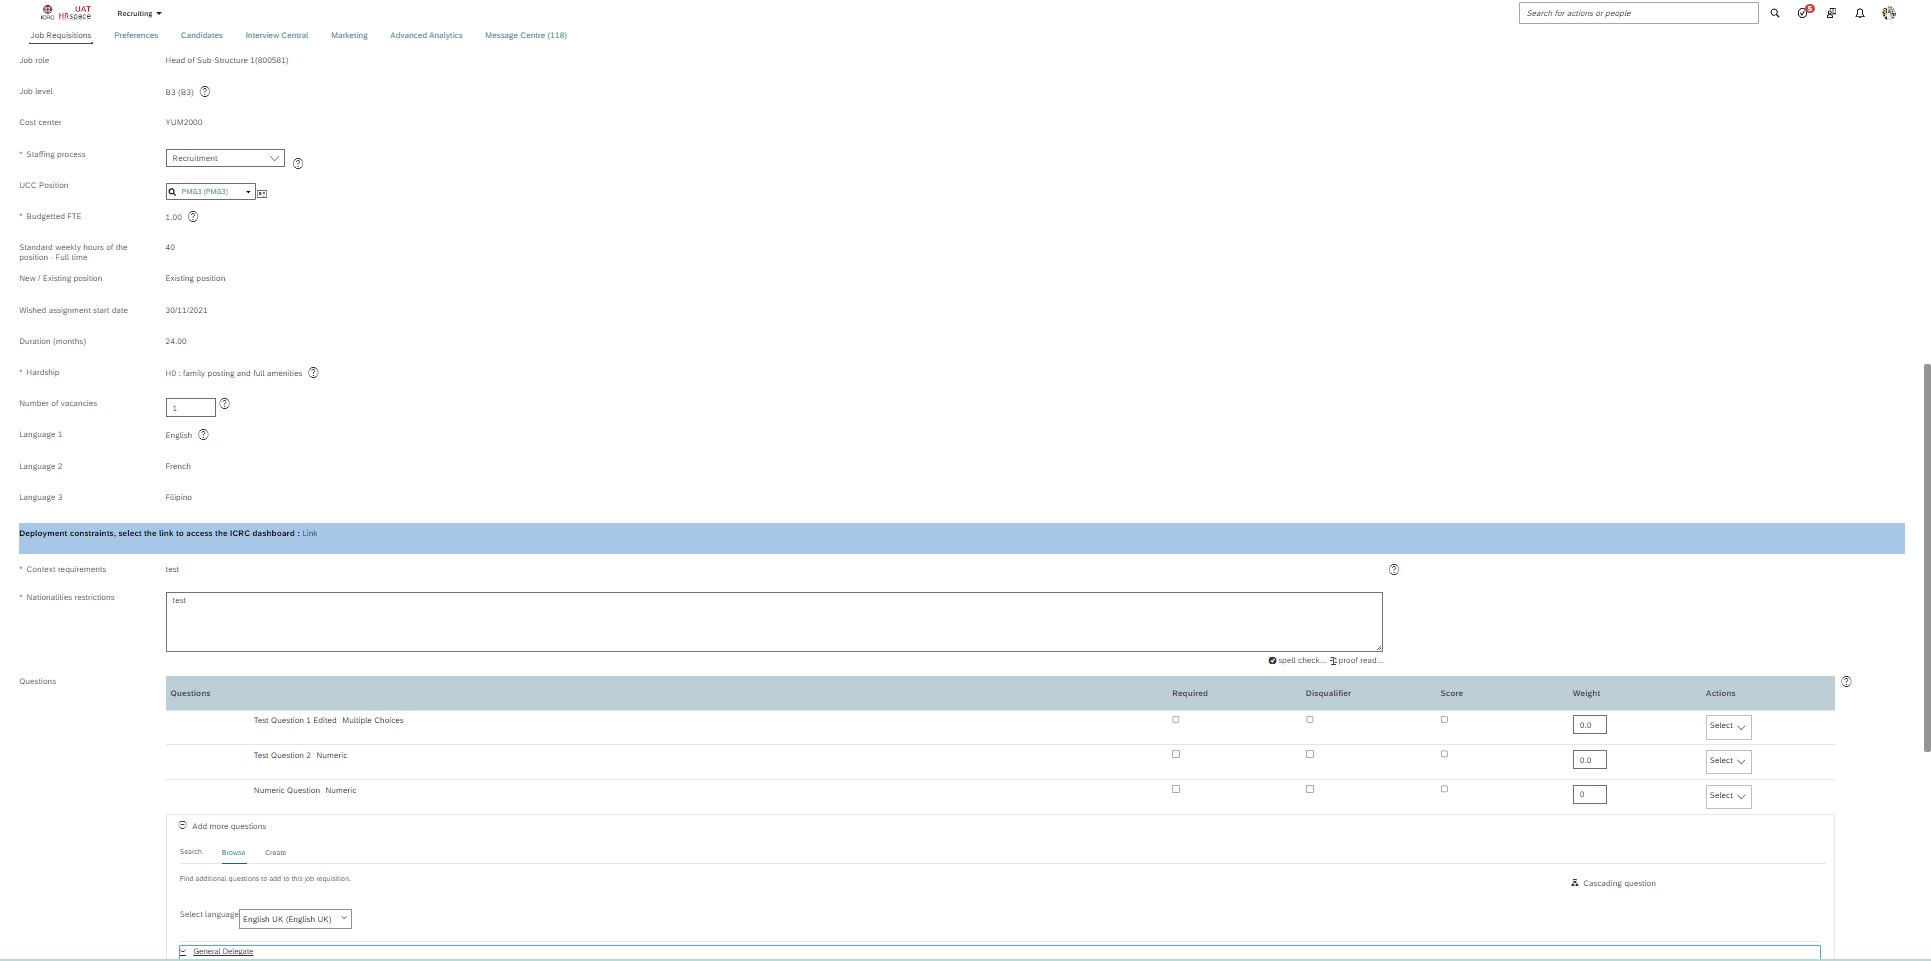 ICRC UAT HRspace Recruiting Search for actions or people 5
Job Requisitions Preferences Candidates Interview Central Marketing Advanced Analytics Message Centre (118)
Job role Head of Sub-Structure 1(800581)
Job level B3 (B3) ?
Cost center YUM2000
* Staffing process Recruitment ?
UCC Position PMG3 (PMG3)
* Budgetted FTE 1.00 ?
Standard weekly hours of the position - Full time 40
New / Existing position Existing position
Wished assignment start date 30/11/2021
Duration (months) 24.00
* Hardship H0 : family posting and full amenities ?
Number of vacancies 1 ?
Language 1 English ?
Language 2 French
Language 3 Filipino
Deployment constraints, select the link to access the ICRC dashboard : Link
* Context requirements test ?
* Nationalities restrictions test
spell check... proof read...
Questions ?
Questions Required Disqualifier Score Weight Actions
Test Question 1 Edited Multiple Choices 0.0 Select
Test Question 2 Numeric 0.0 Select
Numeric Question Numeric 0 Select
Add more questions
Search Browse Create
Find additional questions to add to this job requisition.
Cascading question
Select language English UK (English UK)
General Delegate